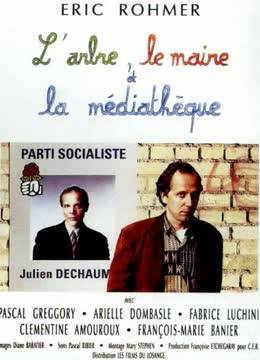 ERIC ROHMER
L'arbre, le maire
et
la médiathèque
PARTI SOCIALISTE
Julien DECHAUM
AVEC
PASCAL GREGGORY - ARIELLE DOMBASLE - FABRICE LUCHINI
CLEMENTINE AMOUROUX - FRANÇOIS-MARIE BANIER
Images Diane BARATIER - Sons Pascal RIBIER - Montage Mary STEPHEN - Production Françoise ETCHEGARAY pour C.E.R.
Distribution LES FILMS DU LOSANGE